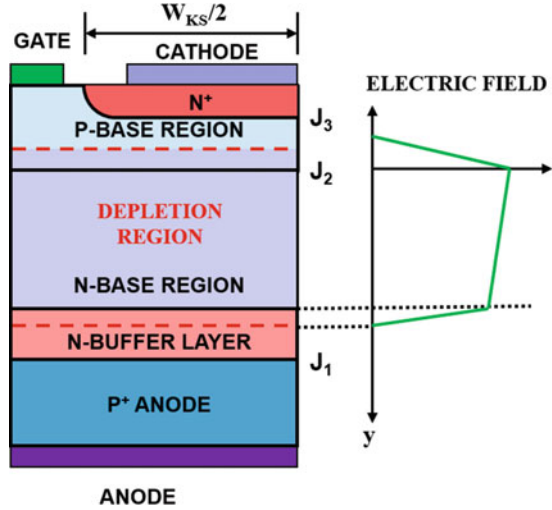 W_KS/2
GATE
CATHODE
ELECTRIC FIELD
N+
J3
P-BASE REGION
J2
DEPLETION
REGION
N-BASE REGION
N-BUFFER LAYER
J1
P+ ANODE
y
ANODE